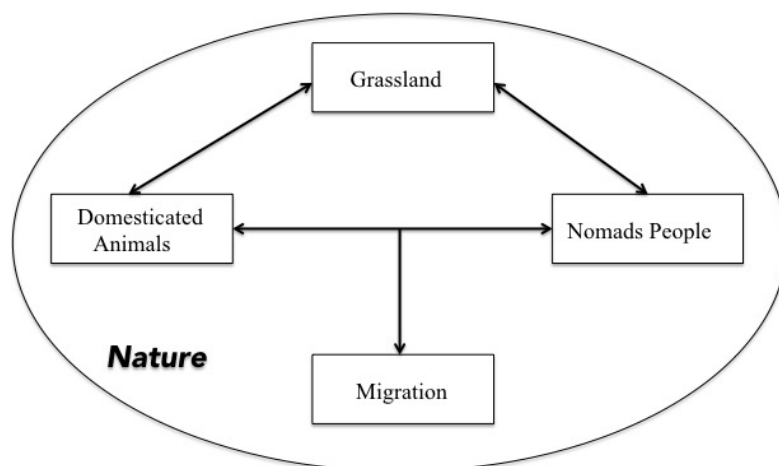 Grassland
Domesticated
Animals
Nomads People
Nature
Migration